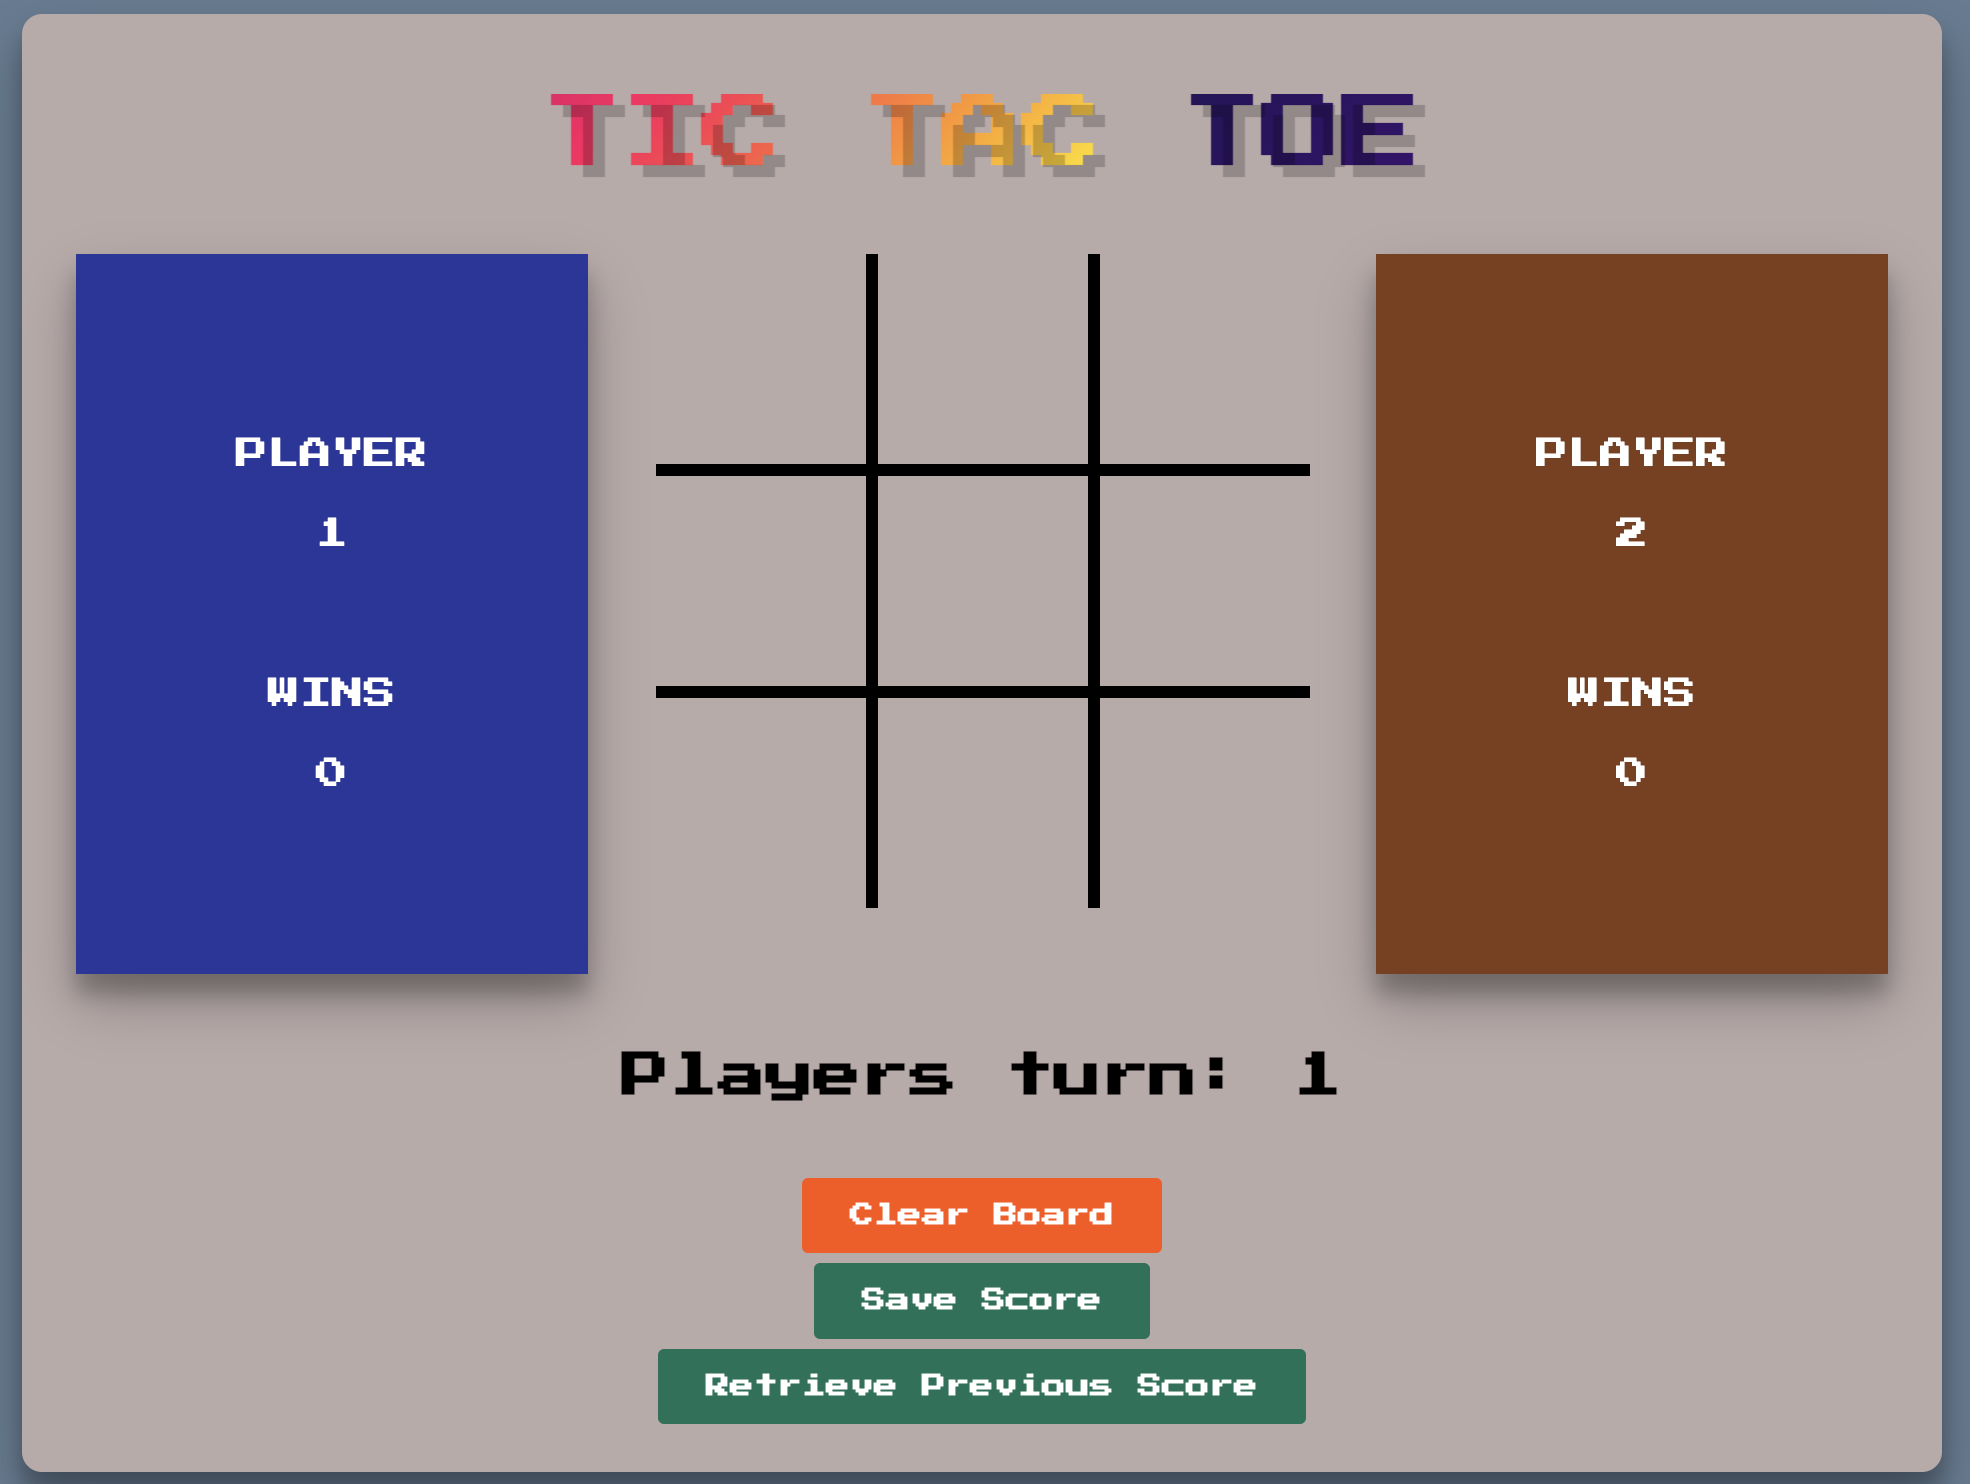 TIC TAC TOE
PLAYER
1
WINS
0
PLAYER
2
WINS
0
Players turn: 1
Clear Board
Save Score
Retrieve Previous Score